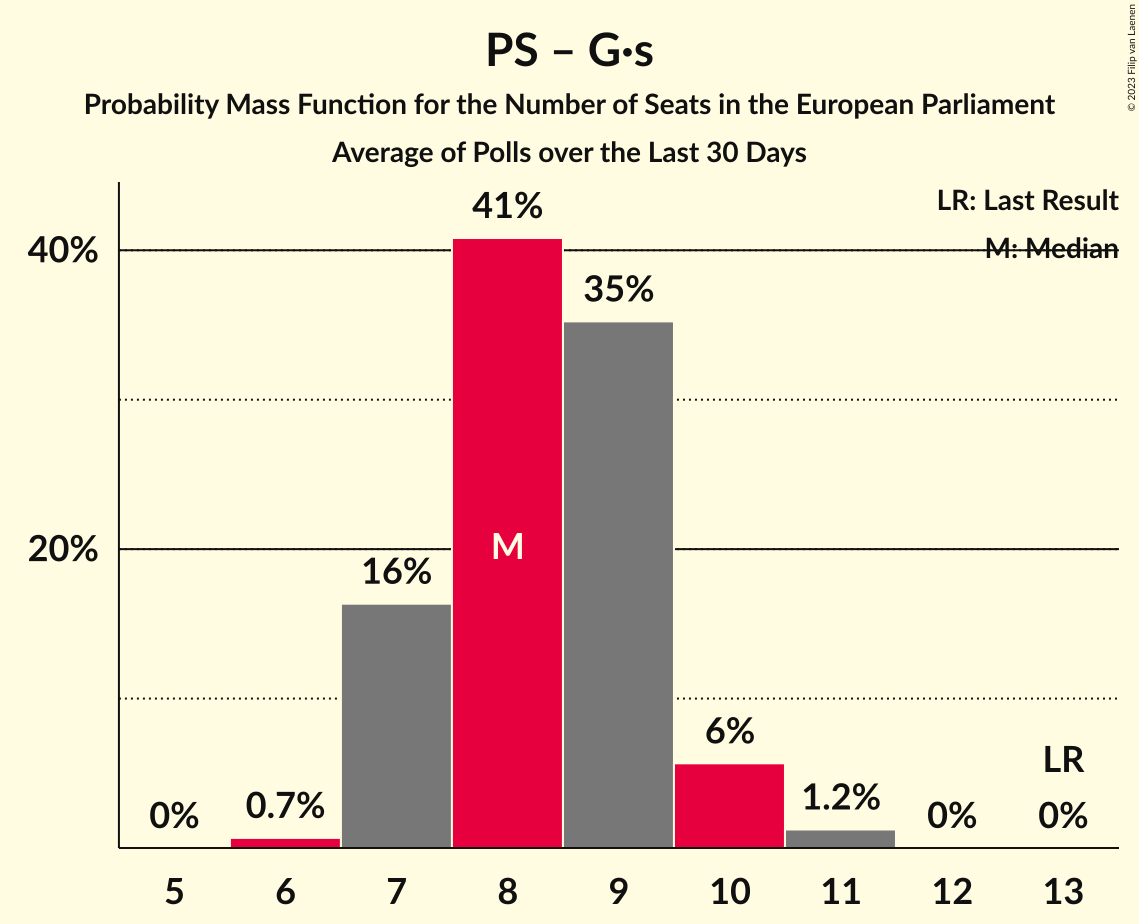 PS – G·s
Probability Mass Function for the Number of Seats in the European Parliament
Average of Polls over the Last 30 Days
© 2023 Filip van Laenen
LR: Last Result
M: Median
40%
20%
0%
0.7%
16%
41%
M
35%
6%
1.2%
0%
LR
0%
5 6 7 8 9 10 11 12 13